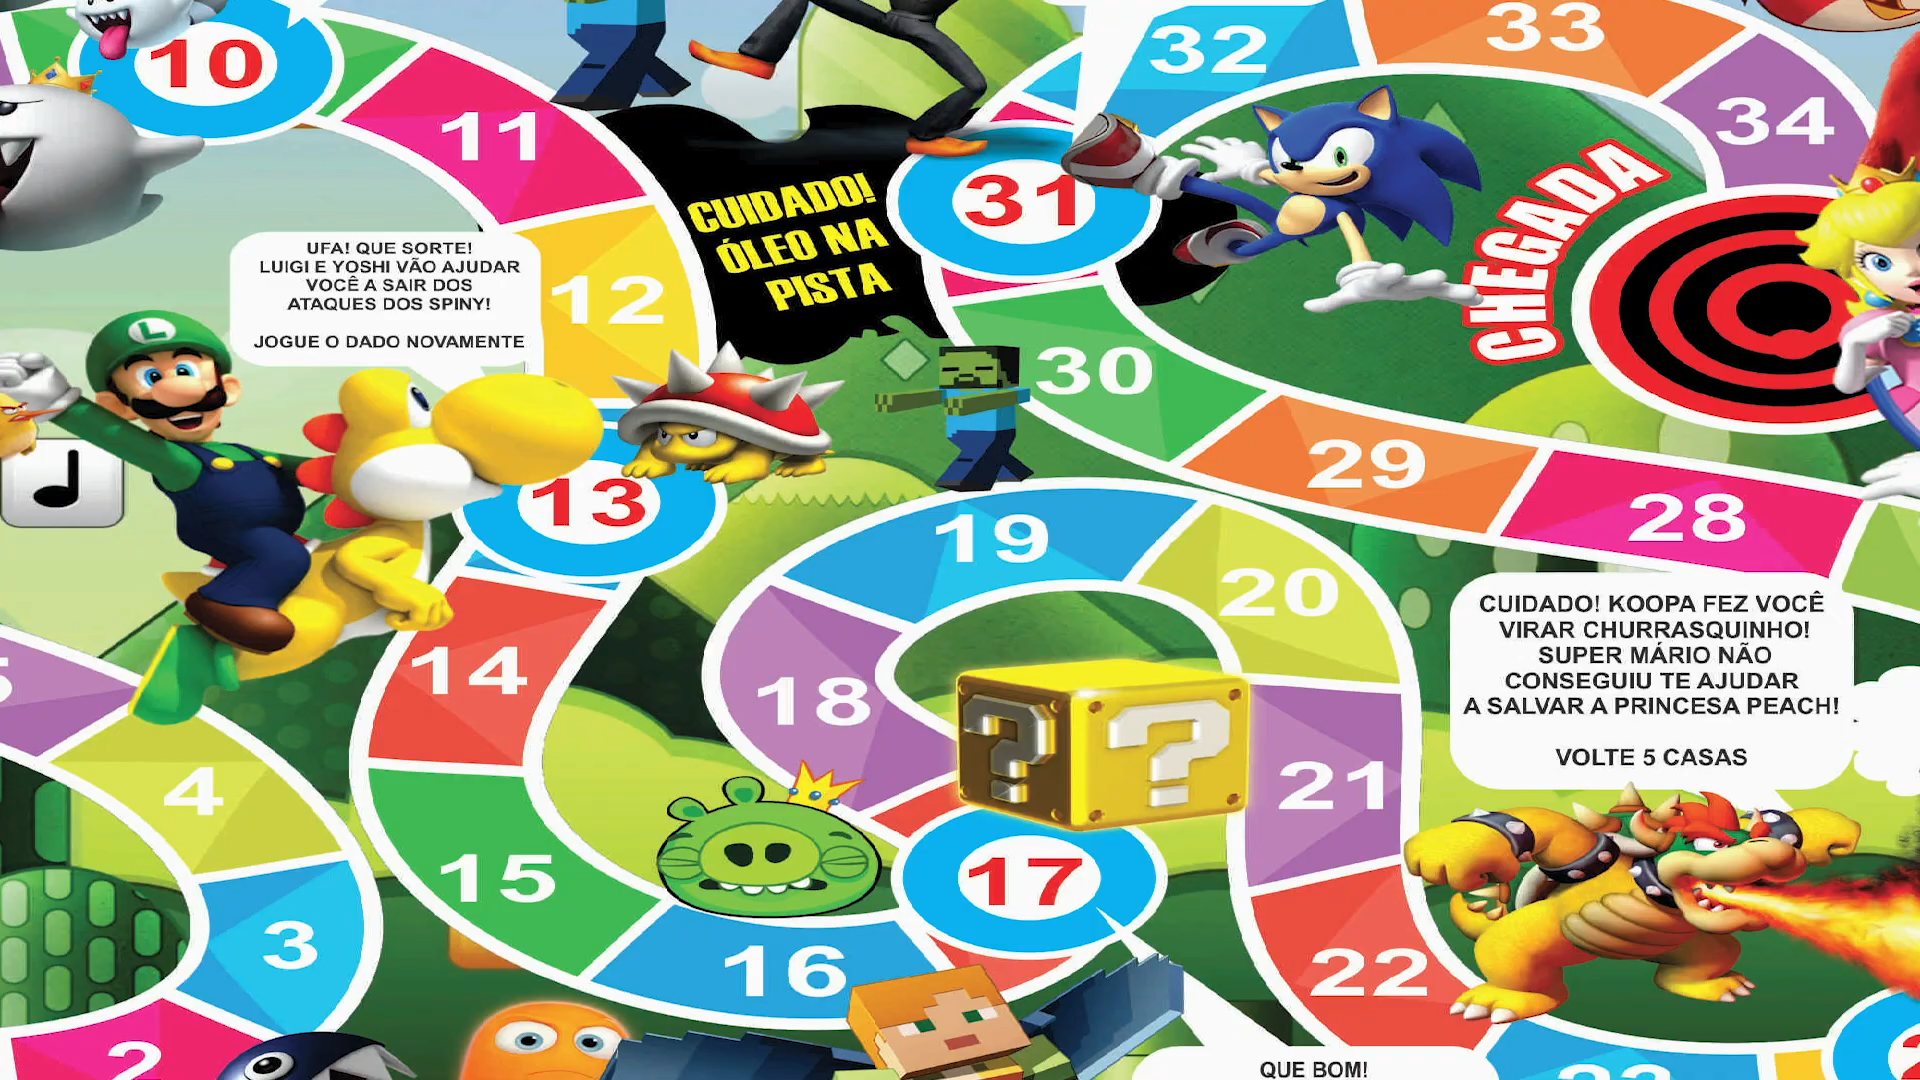 10
11
12
13
14
15
16
17
18
19
20
21
22
28
29
30
31
32
33
34
2
3
4
CUIDADO!
ÓLEO NA
PISTA
CHEGADA
UFA! QUE SORTE!
LUIGI E YOSHI VÃO AJUDAR
VOCÊ A SAIR DOS
ATAQUES DOS SPINY!
JOGUE O DADO NOVAMENTE
L
? ?
CUIDADO! KOOPA FEZ VOCÊ
VIRAR CHURRASQUINHO!
SUPER MÁRIO NÃO
CONSEGUIU TE AJUDAR
A SALVAR A PRINCESA PEACH!
VOLTE 5 CASAS
QUE BOM!
23